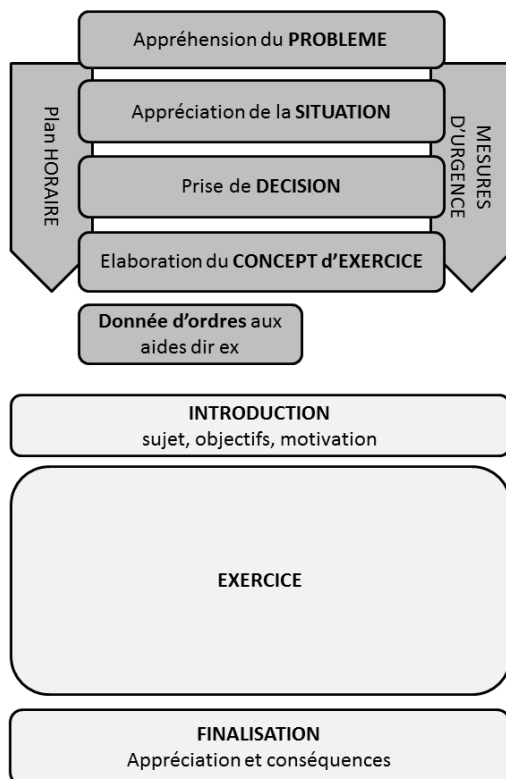 Appréhension du PROBLEME
Plan HORAIRE
MESURES
D'URGENCE
Appréciation de la SITUATION
Prise de DECISION
Elaboration du CONCEPT d'EXERCICE
Donnée d'ordres aux
aides dir ex
INTRODUCTION
sujet, objectifs, motivation
EXERCICE
FINALISATION
Appréciation et conséquences